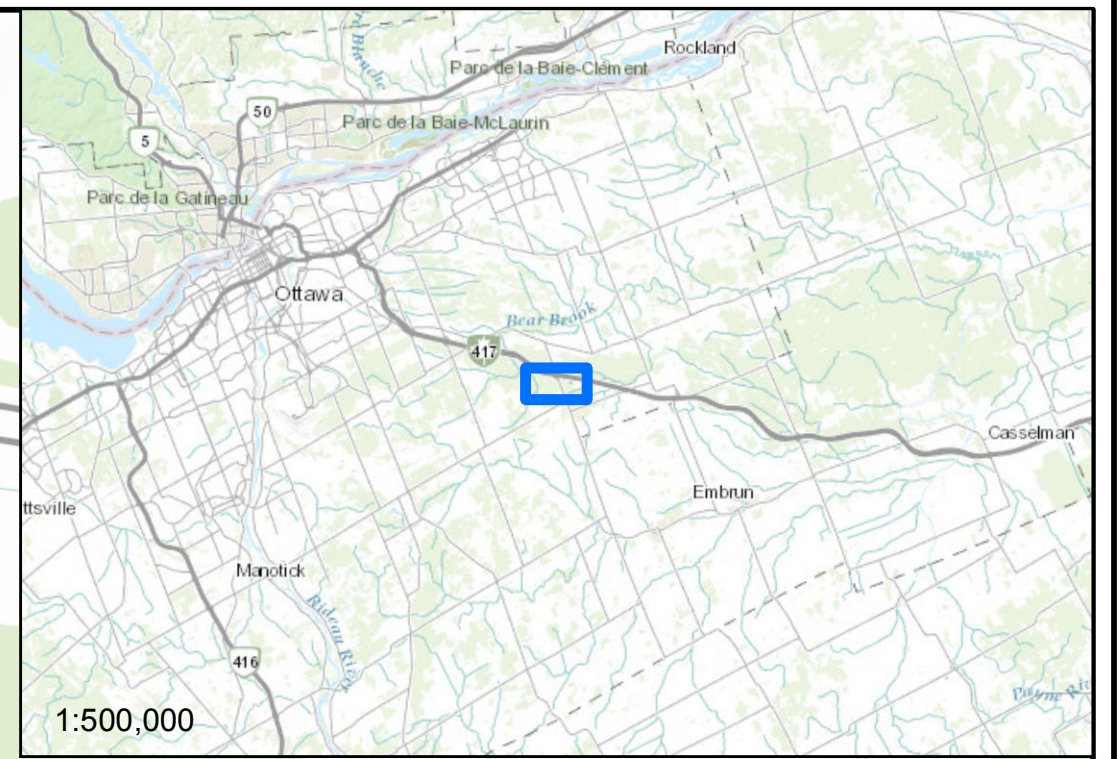 Rockland
Blanche
Parc de la Baie-Clément
50
Parc de la Baie-McLaurin
5
Parc de la Gatineau
Ottawa
Bear Brook
417
Casselman
Embrun
ttsville
Manotick
Rideau River
416
1:500,000